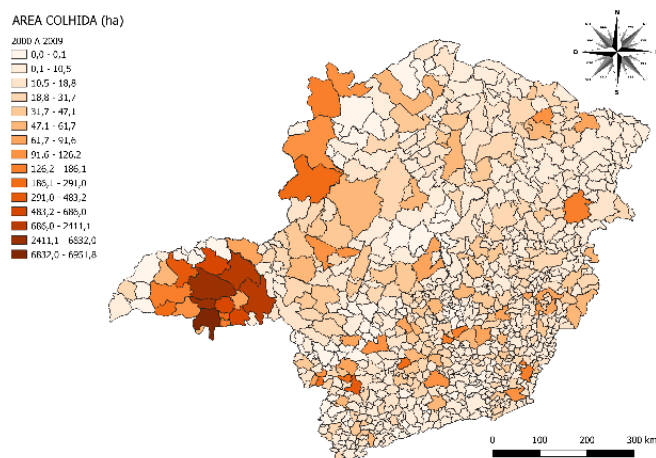 AREA COLHIDA (ha)
2000 A 2009
0,0 - 0,1
0,1 - 10,5
10,5 - 18,8
18,8 - 31,7
31,7 - 47,1
47,1 - 61,7
61,7 - 91,6
91,6 - 126,2
126,2 - 186,1
186,1 - 291,0
291,0 - 483,2
483,2 - 686,0
686,0 - 2411,1
2411,1 - 6832,0
6832,0 - 6951,8
N
S
0 100 200 300 km